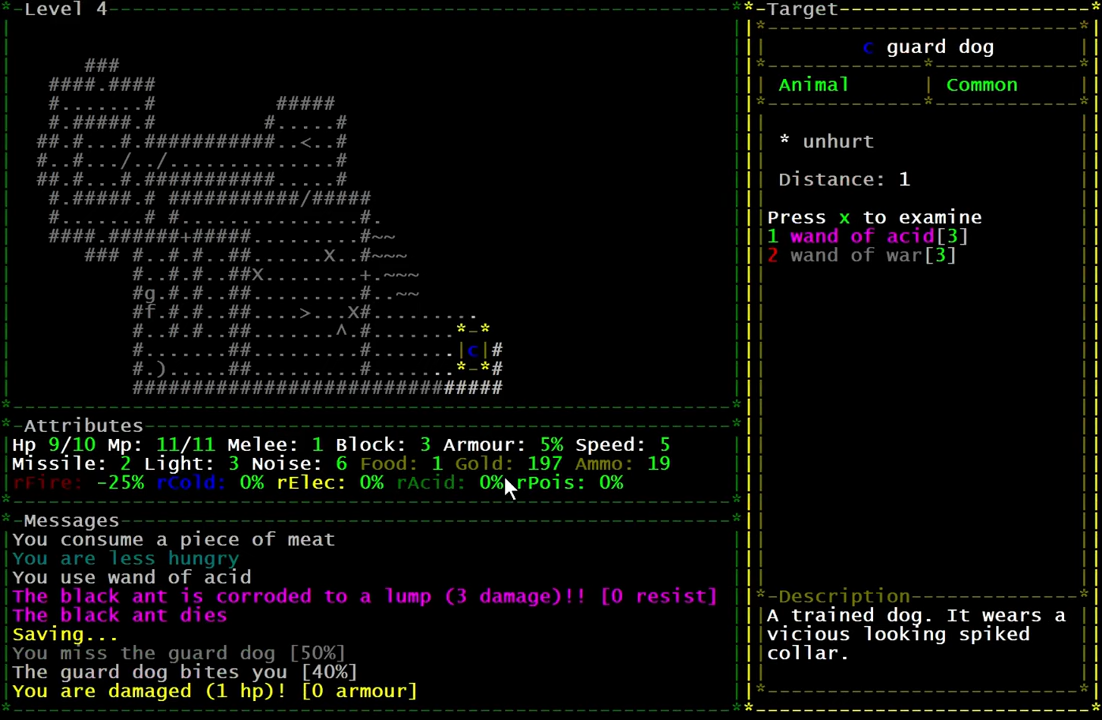 Level 4
###
####.####
#.......# #####
#.#####.# #.....#
##.#...#.###########..<..#
#..#.../../..............#
##.#...#.###########.....#
#.#####.# ###########/#####
#.......# #................#.
####.######+#####..........#~~
### #..#.#..##........x..#~~~
#..#.#..##x..........+.~~~
#g.#.#..##..........#..~~
#f.#.#..##....>...x#.........
#..#.#..##.......^.#.......*-*
#.......##.........#.......|c|#
#.).....##.........#........*-*#
################################
Attributes
Hp 9/10 Mp: 11/11 Melee: 1 Block: 3 Armour: 5% Speed: 5
Missile: 2 Light: 3 Noise: 6 Food: 1 Gold: 197 Ammo: 19
rFire: -25% rCold: 0% rElec: 0% rAcid: 0% rPois: 0%
Messages
You consume a piece of meat
You are less hungry
You use wand of acid
The black ant is corroded to a lump (3 damage)!! [0 resist]
The black ant dies
Saving...
You miss the guard dog [50%]
The guard dog bites you [40%]
You are damaged (1 hp)! [0 armour]
Target
c guard dog
Animal | Common
* unhurt
Distance: 1
Press x to examine
1 wand of acid[3]
2 wand of war[3]
Description
A trained dog. It wears a
vicious looking spiked
collar.